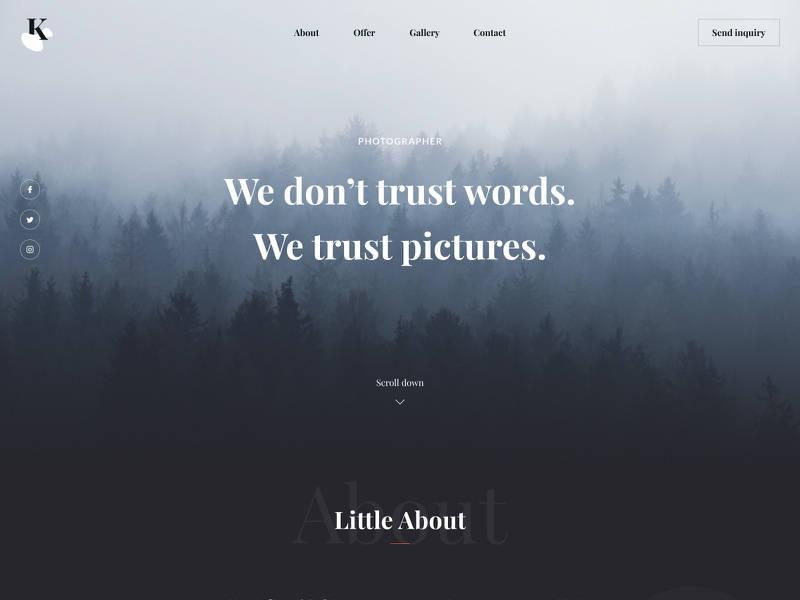 K
About
Offer
Gallery
Contact
Send inquiry
PHOTOGRAPHER
We don’t trust words.
We trust pictures.
Scroll down
About
Little About